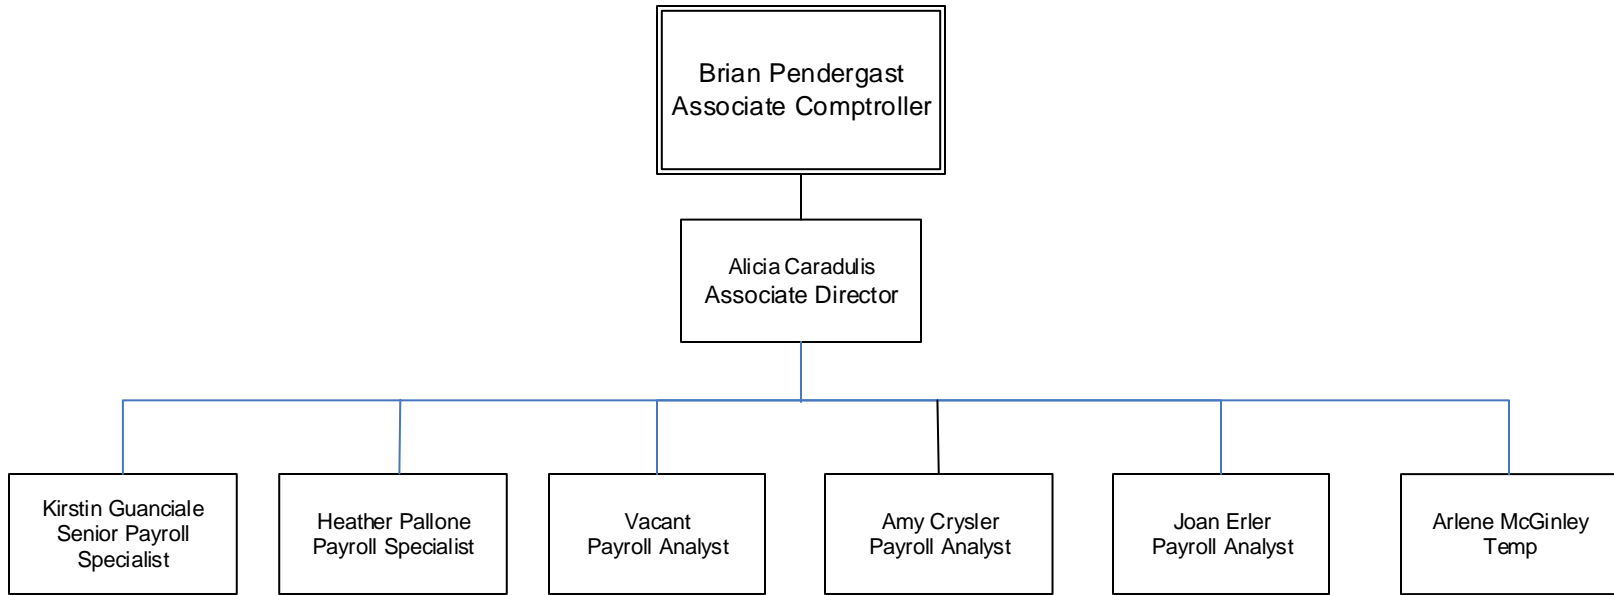 Brian Pendergast
Associate Comptroller
Alicia Caradulis
Associate Director
Kirstin Guanciale
Senior Payroll
Specialist
Heather Pallone
Payroll Specialist
Vacant
Payroll Analyst
Amy Crysler
Payroll Analyst
Joan Erler
Payroll Analyst
Arlene McGinley
Temp